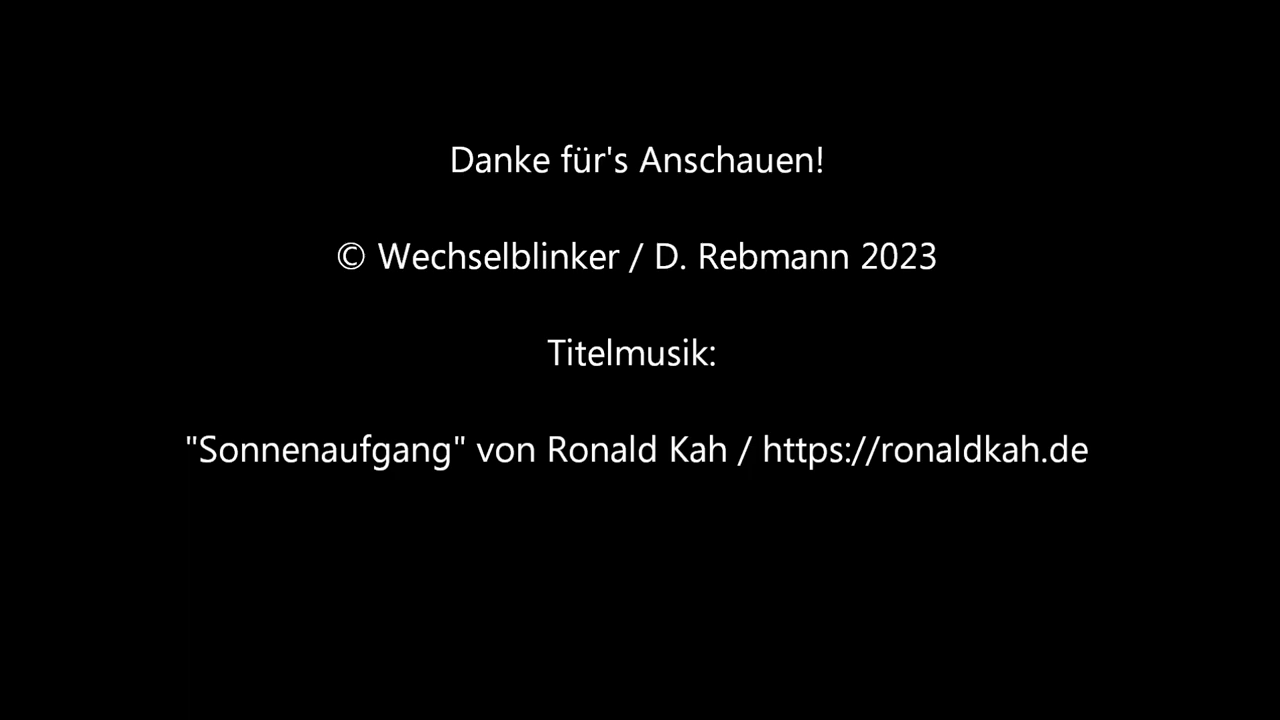 Danke für's Anschauen!
© Wechselblinker / D. Rebmann 2023
Titelmusik:
"Sonnenaufgang" von Ronald Kah / https://ronaldkah.de